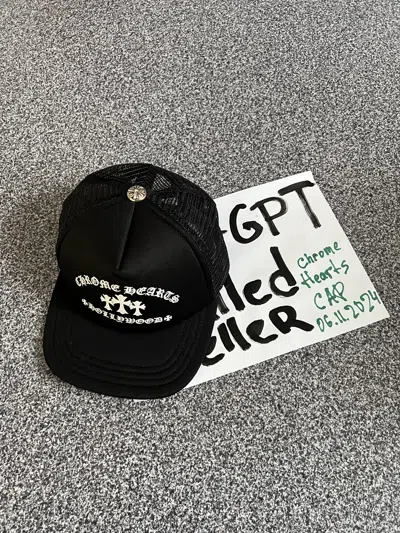 CHROME HEARTS
HOLLYWOOD
GPT
lled
eller
Chrome
Hearts
CAP
06.11.2024